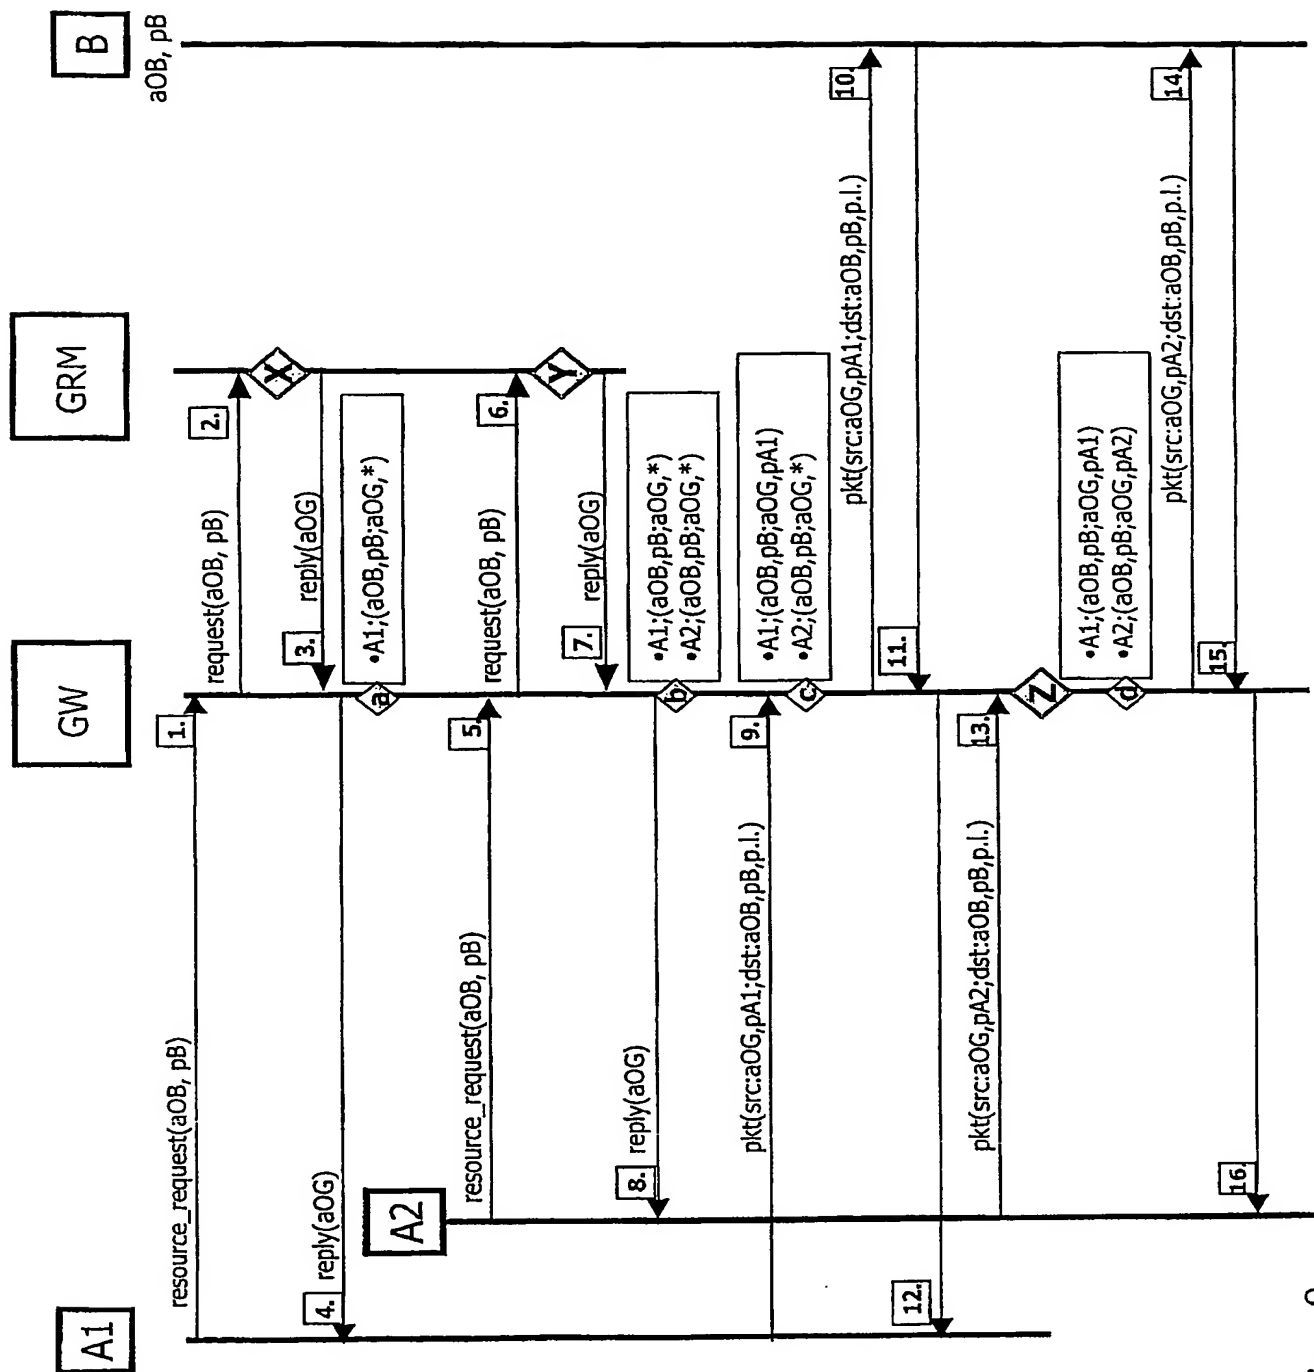 A1
GW
GRM
B
aOB, pB
resource_request(aOB, pB)
1.
request(aOB, pB)
2.
X
reply(aOG)
3.
4.
reply(aOG)
a
•A1;(aOB,pB;aOG,*)
A2
resource_request(aOB, pB)
5.
request(aOB, pB)
6.
Y
reply(aOG)
7.
8.
reply(aOG)
b
•A1;(aOB,pB;aOG,*)
•A2;(aOB,pB;aOG,*)
pkt(src:aOG,pA1;dst:aOB,pB,p.l.)
9.
c
•A1;(aOB,pB;aOG,pA1)
•A2;(aOB,pB;aOG,*)
pkt(src:aOG,pA1;dst:aOB,pB,p.l.)
10.
11.
12.
pkt(src:aOG,pA2;dst:aOB,pB,p.l.)
13.
Z
d
•A1;(aOB,pB;aOG,pA1)
•A2;(aOB,pB;aOG,pA2)
pkt(src:aOG,pA2;dst:aOB,pB,p.l.)
14.
15.
16.